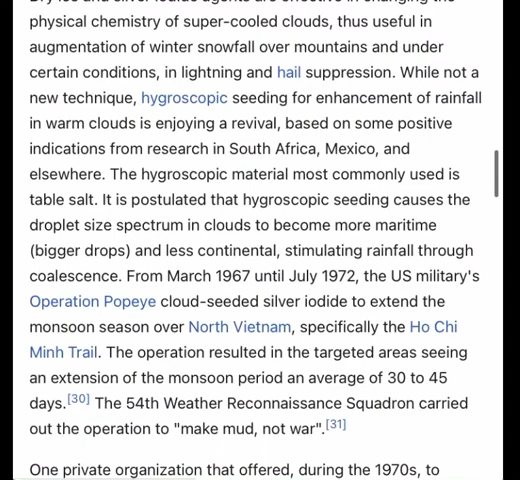 physical chemistry of super-cooled clouds, thus useful in
augmentation of winter snowfall over mountains and under
certain conditions, in lightning and hail suppression. While not a
new technique, hygroscopic seeding for enhancement of rainfall
in warm clouds is enjoying a revival, based on some positive
indications from research in South Africa, Mexico, and
elsewhere. The hygroscopic material most commonly used is
table salt. It is postulated that hygroscopic seeding causes the
droplet size spectrum in clouds to become more maritime
(bigger drops) and less continental, stimulating rainfall through
coalescence. From March 1967 until July 1972, the US military's
Operation Popeye cloud-seeded silver iodide to extend the
monsoon season over North Vietnam, specifically the Ho Chi
Minh Trail. The operation resulted in the targeted areas seeing
an extension of the monsoon period an average of 30 to 45
days.[30] The 54th Weather Reconnaissance Squadron carried
out the operation to "make mud, not war".[31]
One private organization that offered, during the 1970s, to